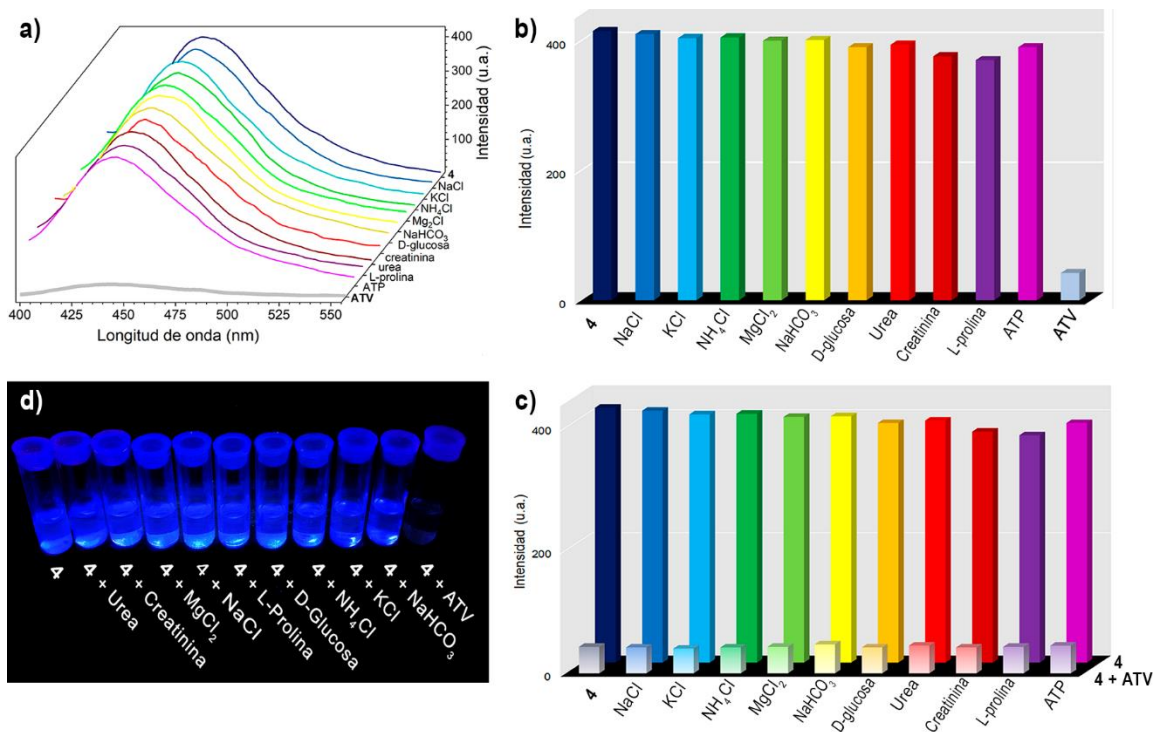 a)
400
300
200
100
Intensidad (u.a.)
4
NaCl
KCl
NH₄Cl
Mg₂Cl
NaHCO₃
D-glucosa
creatinina
urea
L-prolina
ATP
ATV
400 425 450 475 500 525 550
Longitud de onda (nm)
b)
400
200
0
Intensidad (u.a.)
4 NaCl KCl NH₄Cl MgCl₂ NaHCO₃ D-glucosa Urea Creatinina L-prolina ATP ATV
d)
4
4 + Urea
4 + Creatinina
4 + MgCl₂
4 + NaCl
4 + L-Prolina
4 + D-Glucosa
4 + NH₄Cl
4 + KCl
4 + NaHCO₃
4 + ATV
c)
400
200
0
Intensidad (u.a.)
4
4 + ATV
4 NaCl KCl NH₄Cl MgCl₂ NaHCO₃ D-glucosa Urea Creatinina L-prolina ATP